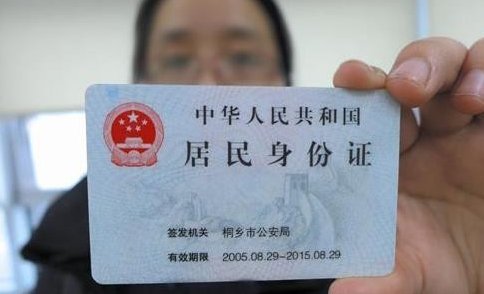 中华人民共和国
居民身份证
签发机关 桐乡市公安局
有效期限 2005.08.29-2015.08.29